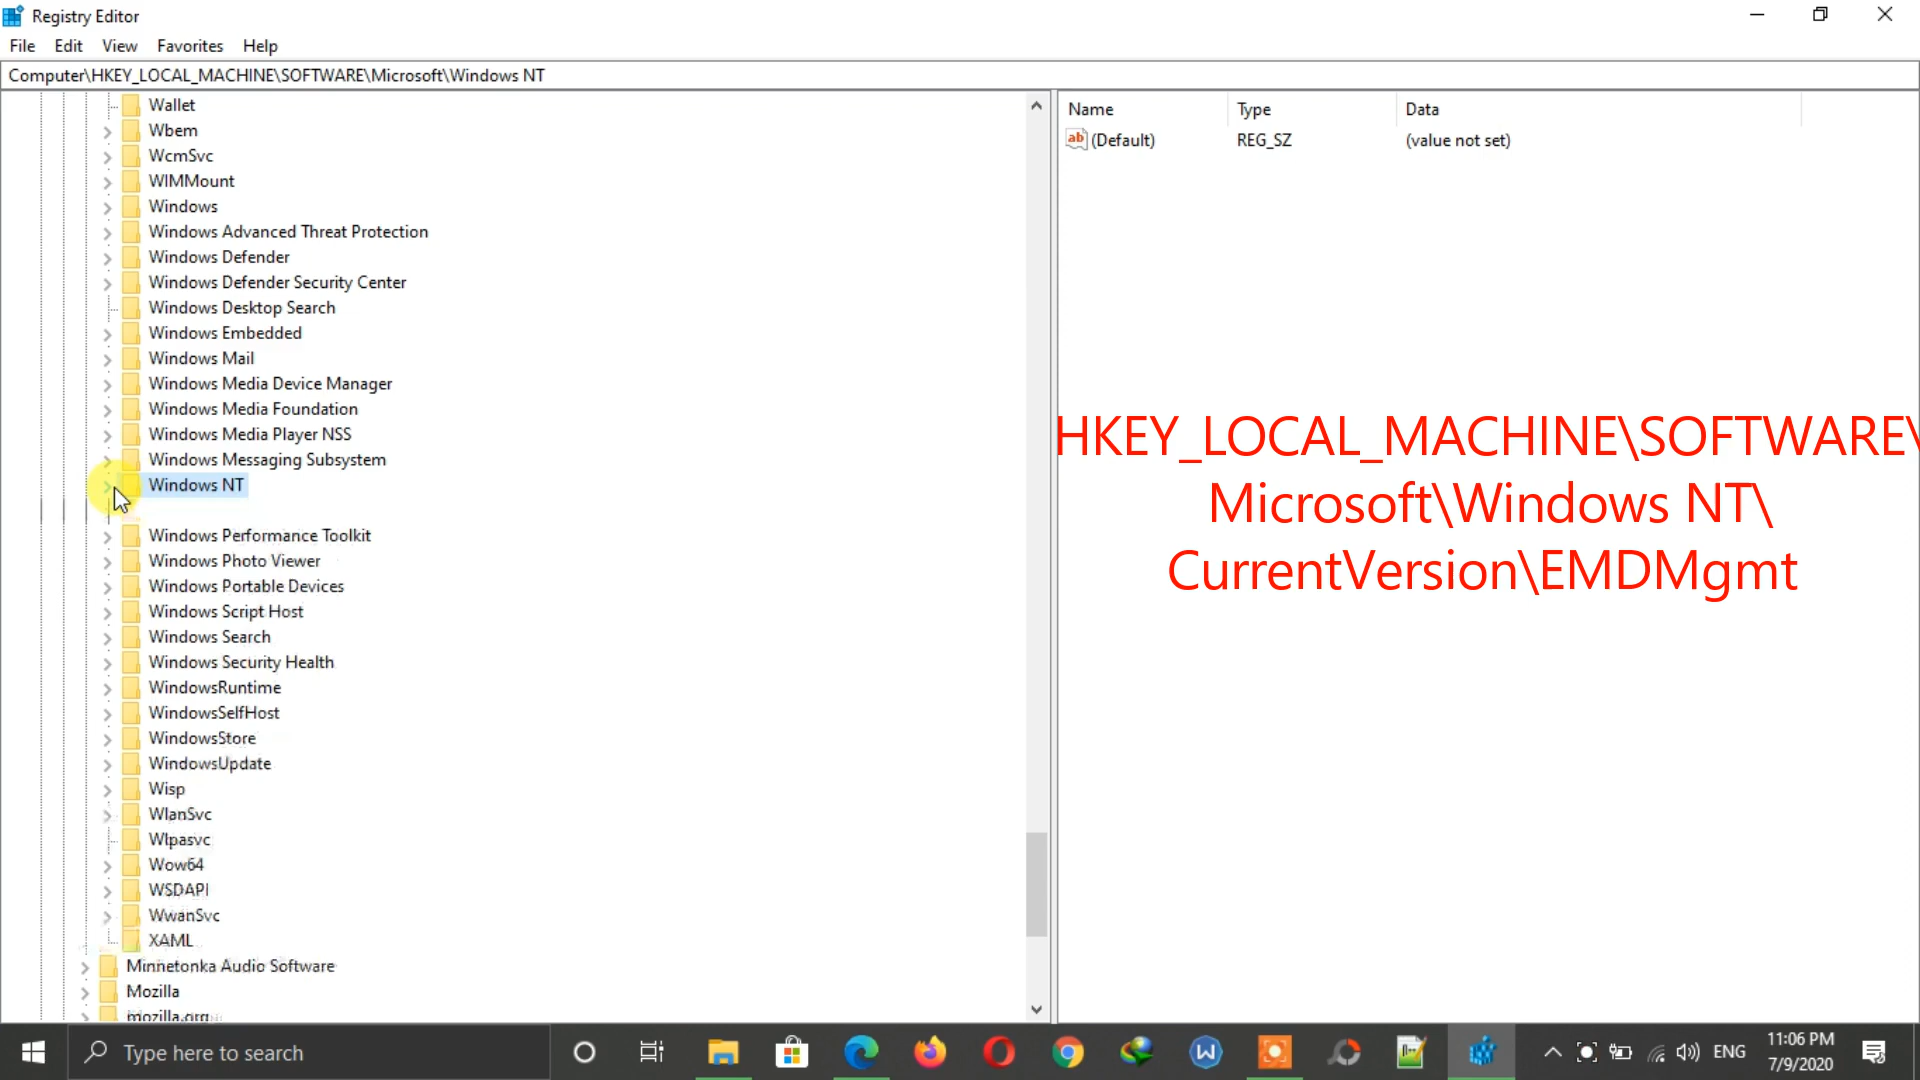 Registry Editor
File Edit View Favorites Help
Computer\HKEY_LOCAL_MACHINE\SOFTWARE\Microsoft\Windows NT
Wallet
Wbem
WcmSvc
WIMMount
Windows
Windows Advanced Threat Protection
Windows Defender
Windows Defender Security Center
Windows Desktop Search
Windows Embedded
Windows Mail
Windows Media Device Manager
Windows Media Foundation
Windows Media Player NSS
Windows Messaging Subsystem
Windows NT
Windows Performance Toolkit
Windows Photo Viewer
Windows Portable Devices
Windows Script Host
Windows Search
Windows Security Health
WindowsRuntime
WindowsSelfHost
WindowsStore
WindowsUpdate
Wisp
WlanSvc
Wlpasvc
Wow64
WSDAPI
WwanSvc
XAML
Minnetonka Audio Software
Mozilla
mozilla.org
Name Type Data
ab (Default) REG_SZ (value not set)
HKEY_LOCAL_MACHINE\SOFTWARE\
Microsoft\Windows NT\
CurrentVersion\EMDMgmt
Type here to search
ENG
11:06 PM
7/9/2020